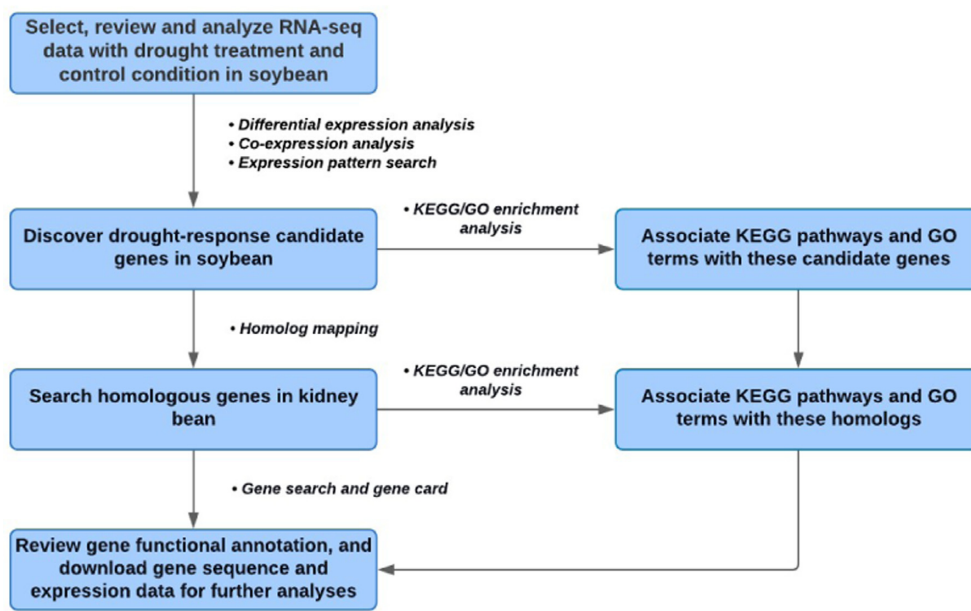 Select, review and analyze RNA-seq
data with drought treatment and
control condition in soybean
• Differential expression analysis
• Co-expression analysis
• Expression pattern search
• KEGG/GO enrichment
analysis
Discover drought-response candidate
genes in soybean
Associate KEGG pathways and GO
terms with these candidate genes
• Homolog mapping
• KEGG/GO enrichment
analysis
Search homologous genes in kidney
bean
Associate KEGG pathways and GO
terms with these homologs
• Gene search and gene card
Review gene functional annotation, and
download gene sequence and
expression data for further analyses